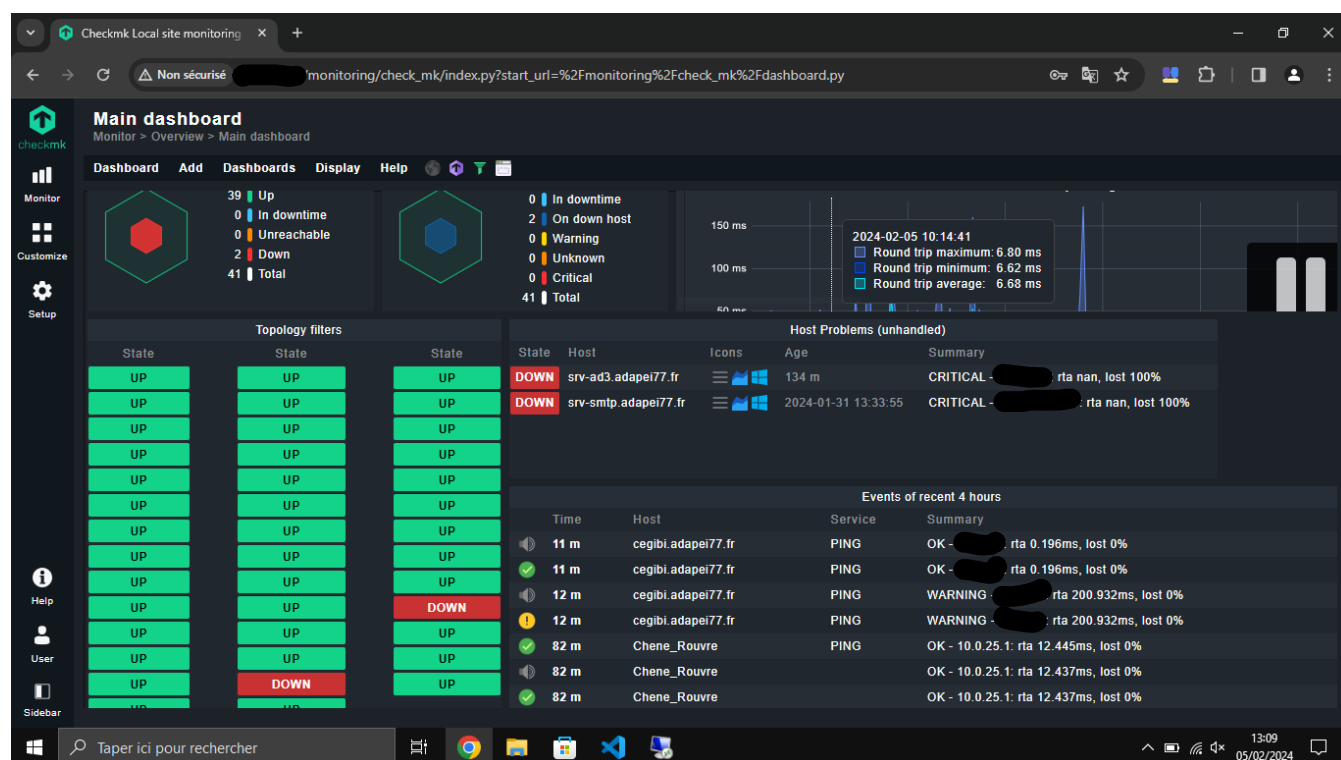 Checkmk Local site monitoring
Non sécurisé /monitoring/check_mk/index.py?start_url=%2Fmonitoring%2Fcheck_mk%2Fdashboard.py
checkmk
Main dashboard
Monitor > Overview > Main dashboard
Dashboard Add Dashboards Display Help
Monitor
Customize
Setup
Help
User
Sidebar
39 Up
0 In downtime
0 Unreachable
2 Down
41 Total
0 In downtime
2 On down host
0 Warning
0 Unknown
0 Critical
41 Total
150 ms
100 ms
50 ms
2024-02-05 10:14:41
Round trip maximum: 6.80 ms
Round trip minimum: 6.62 ms
Round trip average: 6.68 ms
Topology filters
State State State
UP UP UP
UP UP UP
UP UP UP
UP UP UP
UP UP UP
UP UP UP
UP UP UP
UP UP UP
UP UP UP
UP UP DOWN
UP UP UP
UP UP UP
UP DOWN UP
UP UP
Host Problems (unhandled)
State Host Icons Age Summary
DOWN srv-ad3.adapei77.fr 134 m CRITICAL - : rta nan, lost 100%
DOWN srv-smtp.adapei77.fr 2024-01-31 13:33:55 CRITICAL - : rta nan, lost 100%
Events of recent 4 hours
Time Host Service Summary
11 m cegibi.adapei77.fr PING OK - : rta 0.196ms, lost 0%
11 m cegibi.adapei77.fr PING OK - : rta 0.196ms, lost 0%
12 m cegibi.adapei77.fr PING WARNING - rta 200.932ms, lost 0%
12 m cegibi.adapei77.fr PING WARNING - : rta 200.932ms, lost 0%
82 m Chene_Rouvre PING OK - 10.0.25.1: rta 12.445ms, lost 0%
82 m Chene_Rouvre OK - 10.0.25.1: rta 12.437ms, lost 0%
82 m Chene_Rouvre OK - 10.0.25.1: rta 12.437ms, lost 0%
Taper ici pour rechercher
13:09
05/02/2024